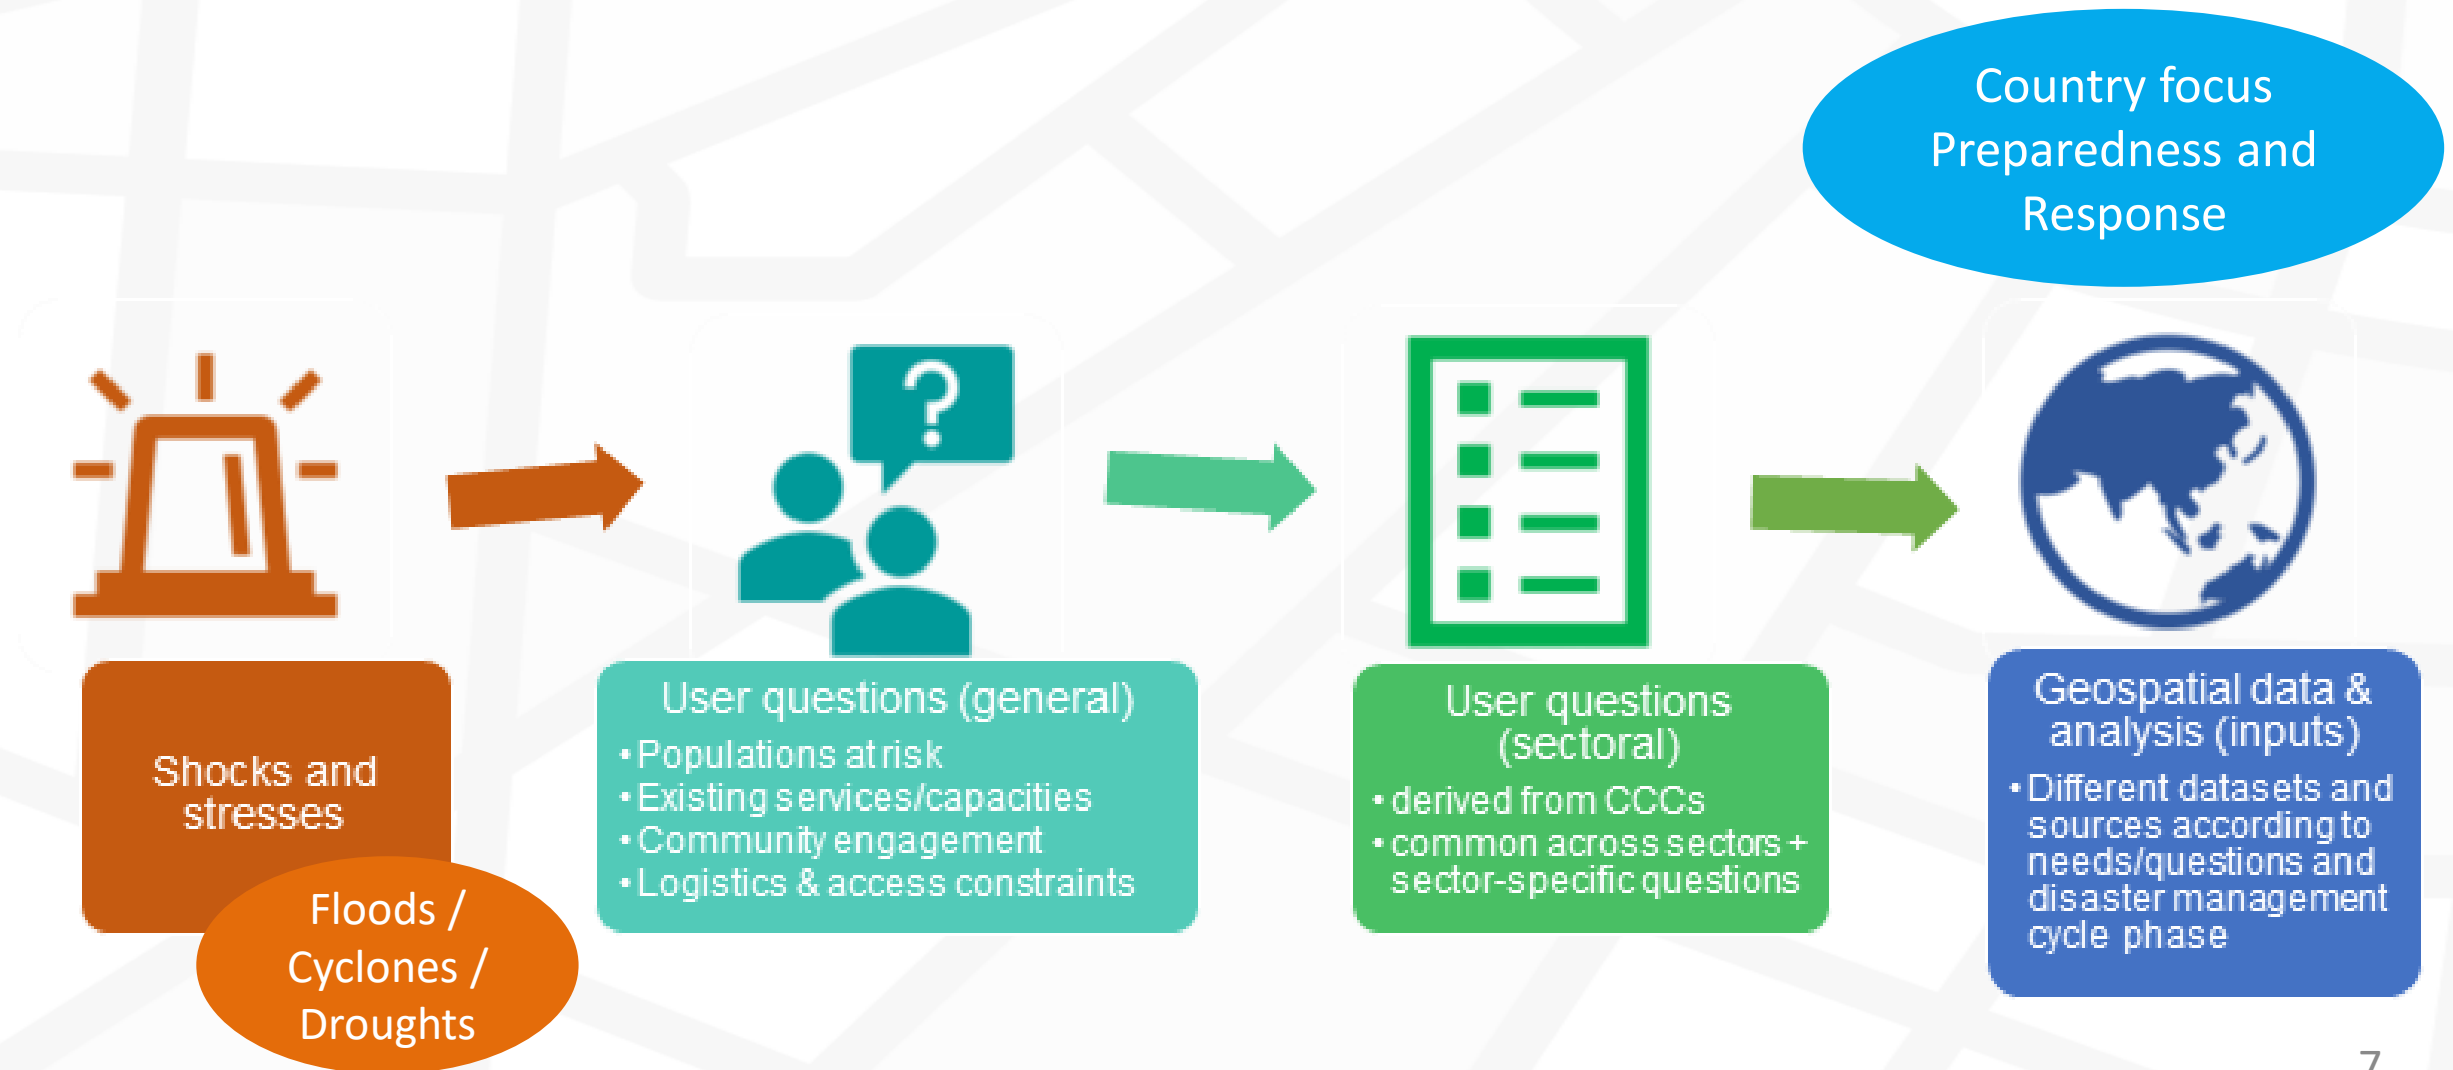 Country focus
Preparedness and
Response
?
Shocks and
stresses
Floods /
Cyclones /
Droughts
User questions (general)
•Populations at risk
•Existing services/capacities
•Community engagement
•Logistics & access constraints
User questions
(sectoral)
•derived from CCCs
•common across sectors +
sector-specific questions
Geospatial data &
analysis (inputs)
•Different datasets and
sources according to
needs/questions and
disaster management
cycle phase
7